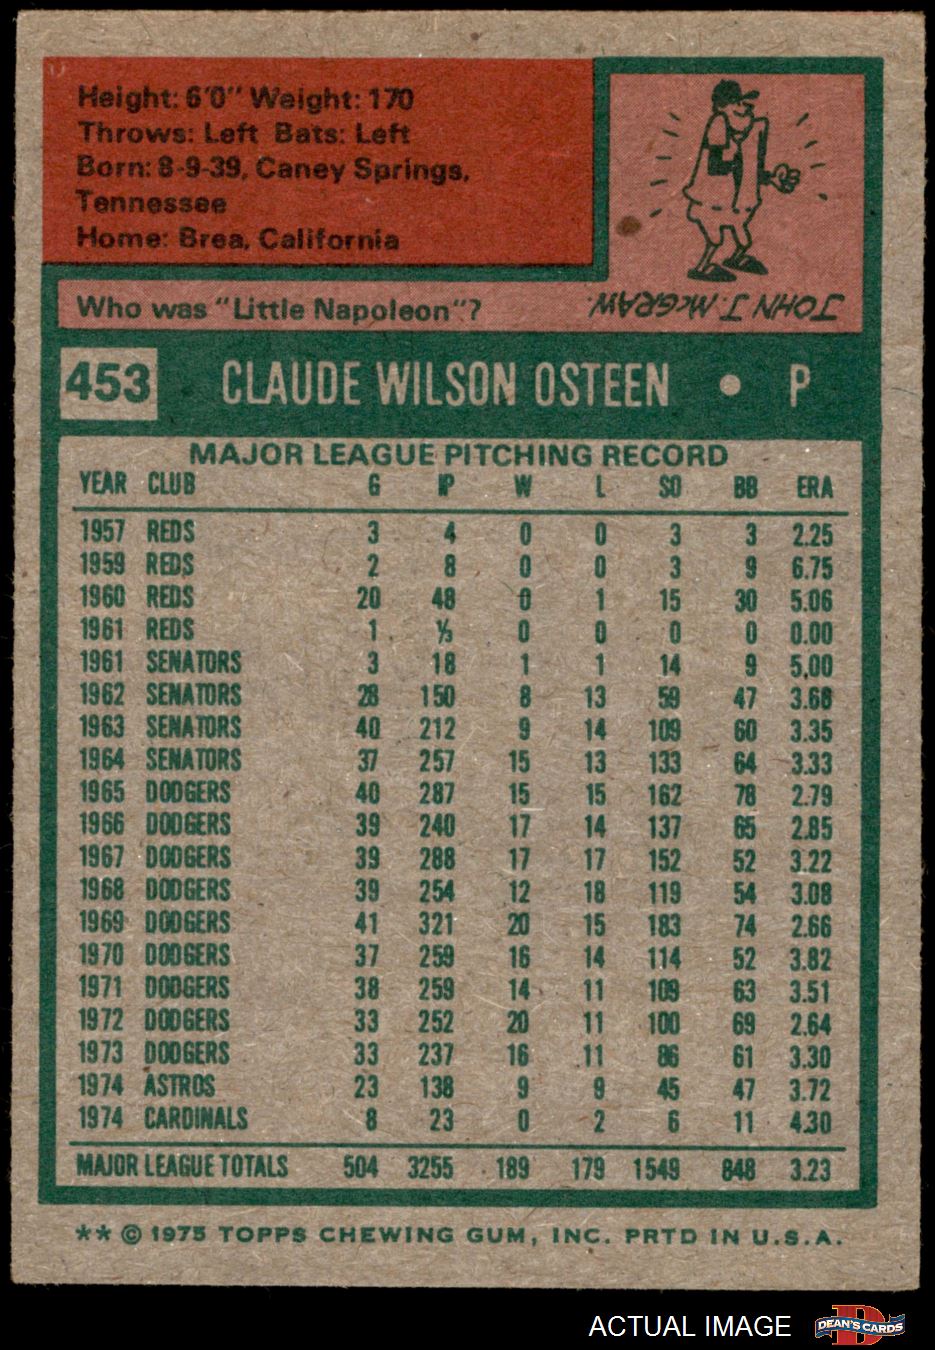 Height: 6'0" Weight: 170
Throws: Left Bats: Left
Born: 8-9-39, Caney Springs,
Tennessee
Home: Brea, California
Who was "Little Napoleon"?
JOHN J. McGRAW.
453 CLAUDE WILSON OSTEEN • P
MAJOR LEAGUE PITCHING RECORD
YEAR CLUB G IP W L SO BB ERA
1957 REDS 3 4 0 0 3 3 2.25
1959 REDS 2 8 0 0 3 9 6.75
1960 REDS 20 48 0 1 15 30 5.06
1961 REDS 1 ⅓ 0 0 0 0 0.00
1961 SENATORS 3 18 1 1 14 9 5.00
1962 SENATORS 28 150 8 13 59 47 3.66
1963 SENATORS 40 212 9 14 109 60 3.35
1964 SENATORS 37 257 15 13 133 64 3.33
1965 DODGERS 40 287 15 15 162 78 2.79
1966 DODGERS 39 240 17 14 137 65 2.85
1967 DODGERS 39 288 17 17 152 52 3.22
1968 DODGERS 39 254 12 18 119 54 3.08
1969 DODGERS 41 321 20 15 183 74 2.66
1970 DODGERS 37 259 16 14 114 52 3.82
1971 DODGERS 38 259 14 11 109 63 3.51
1972 DODGERS 33 252 20 11 100 69 2.64
1973 DODGERS 33 237 16 11 86 61 3.30
1974 ASTROS 23 138 9 9 45 47 3.72
1974 CARDINALS 8 23 0 2 6 11 4.30
MAJOR LEAGUE TOTALS 504 3255 189 179 1549 848 3.23
** © 1975 TOPPS CHEWING GUM, INC. PRTD IN U.S.A.
ACTUAL IMAGE
DEAN'S CARDS